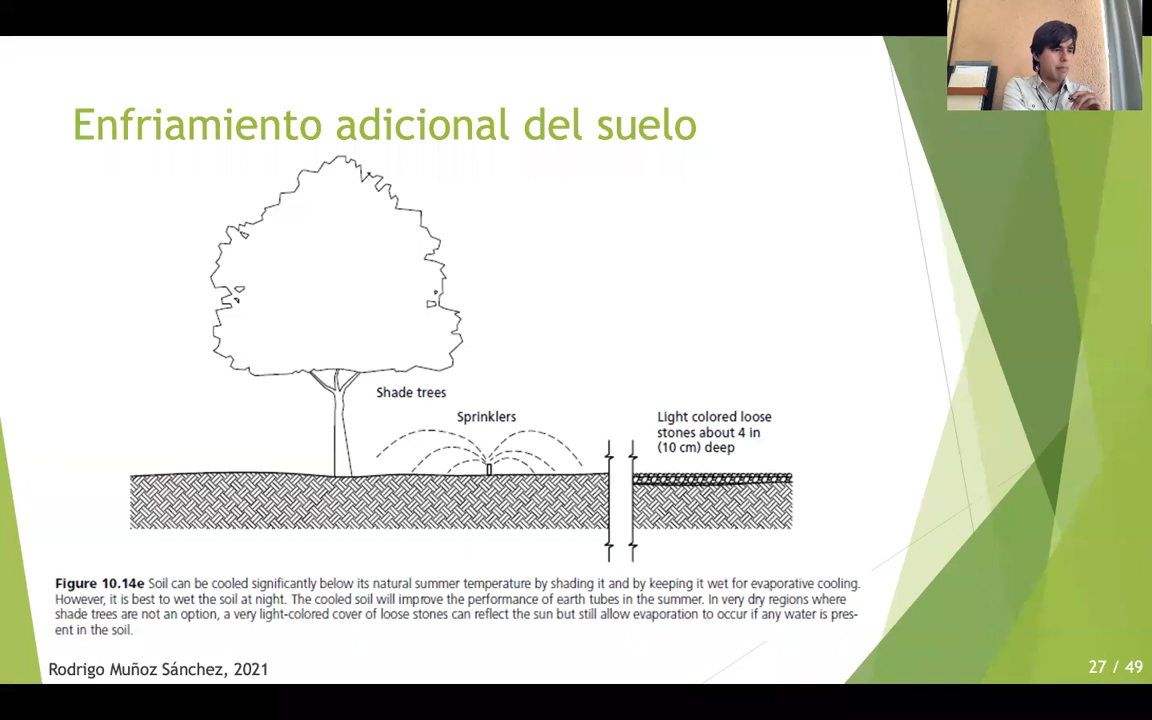 Enfriamiento adicional del suelo
Shade trees
Sprinklers
Light colored loose
stones about 4 in
(10 cm) deep
Figure 10.14e Soil can be cooled significantly below its natural summer temperature by shading it and by keeping it wet for evaporative cooling.
However, it is best to wet the soil at night. The cooled soil will improve the performance of earth tubes in the summer. In very dry regions where
shade trees are not an option, a very light-colored cover of loose stones can reflect the sun but still allow evaporation to occur if any water is pres-
ent in the soil.
Rodrigo Muñoz Sánchez, 2021
27 / 49